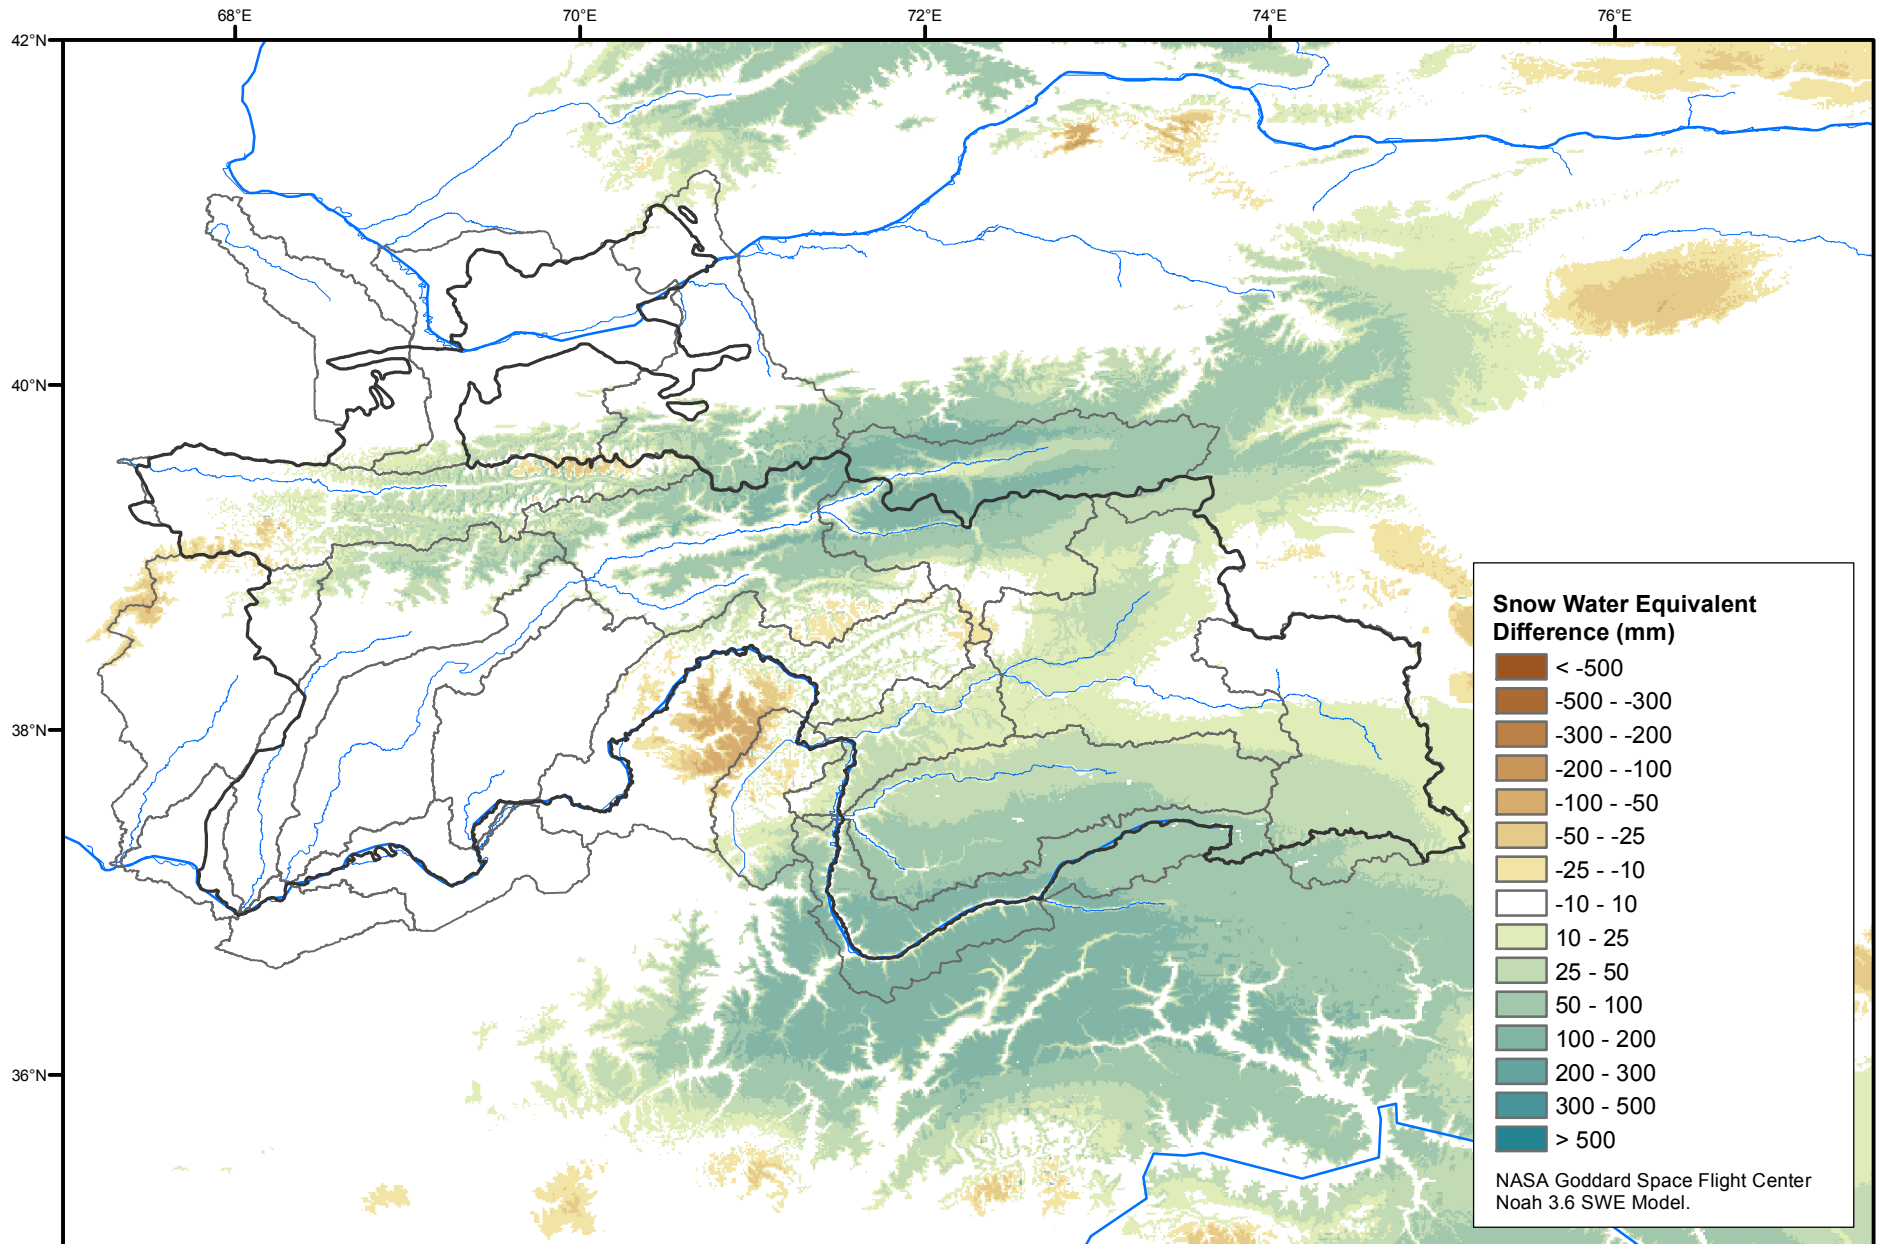 68°E 70°E 72°E 74°E 76°E
42°N
40°N
38°N
36°N
Snow Water Equivalent
Difference (mm)
< -500
-500 - -300
-300 - -200
-200 - -100
-100 - -50
-50 - -25
-25 - -10
-10 - 10
10 - 25
25 - 50
50 - 100
100 - 200
200 - 300
300 - 500
> 500
NASA Goddard Space Flight Center
Noah 3.6 SWE Model.